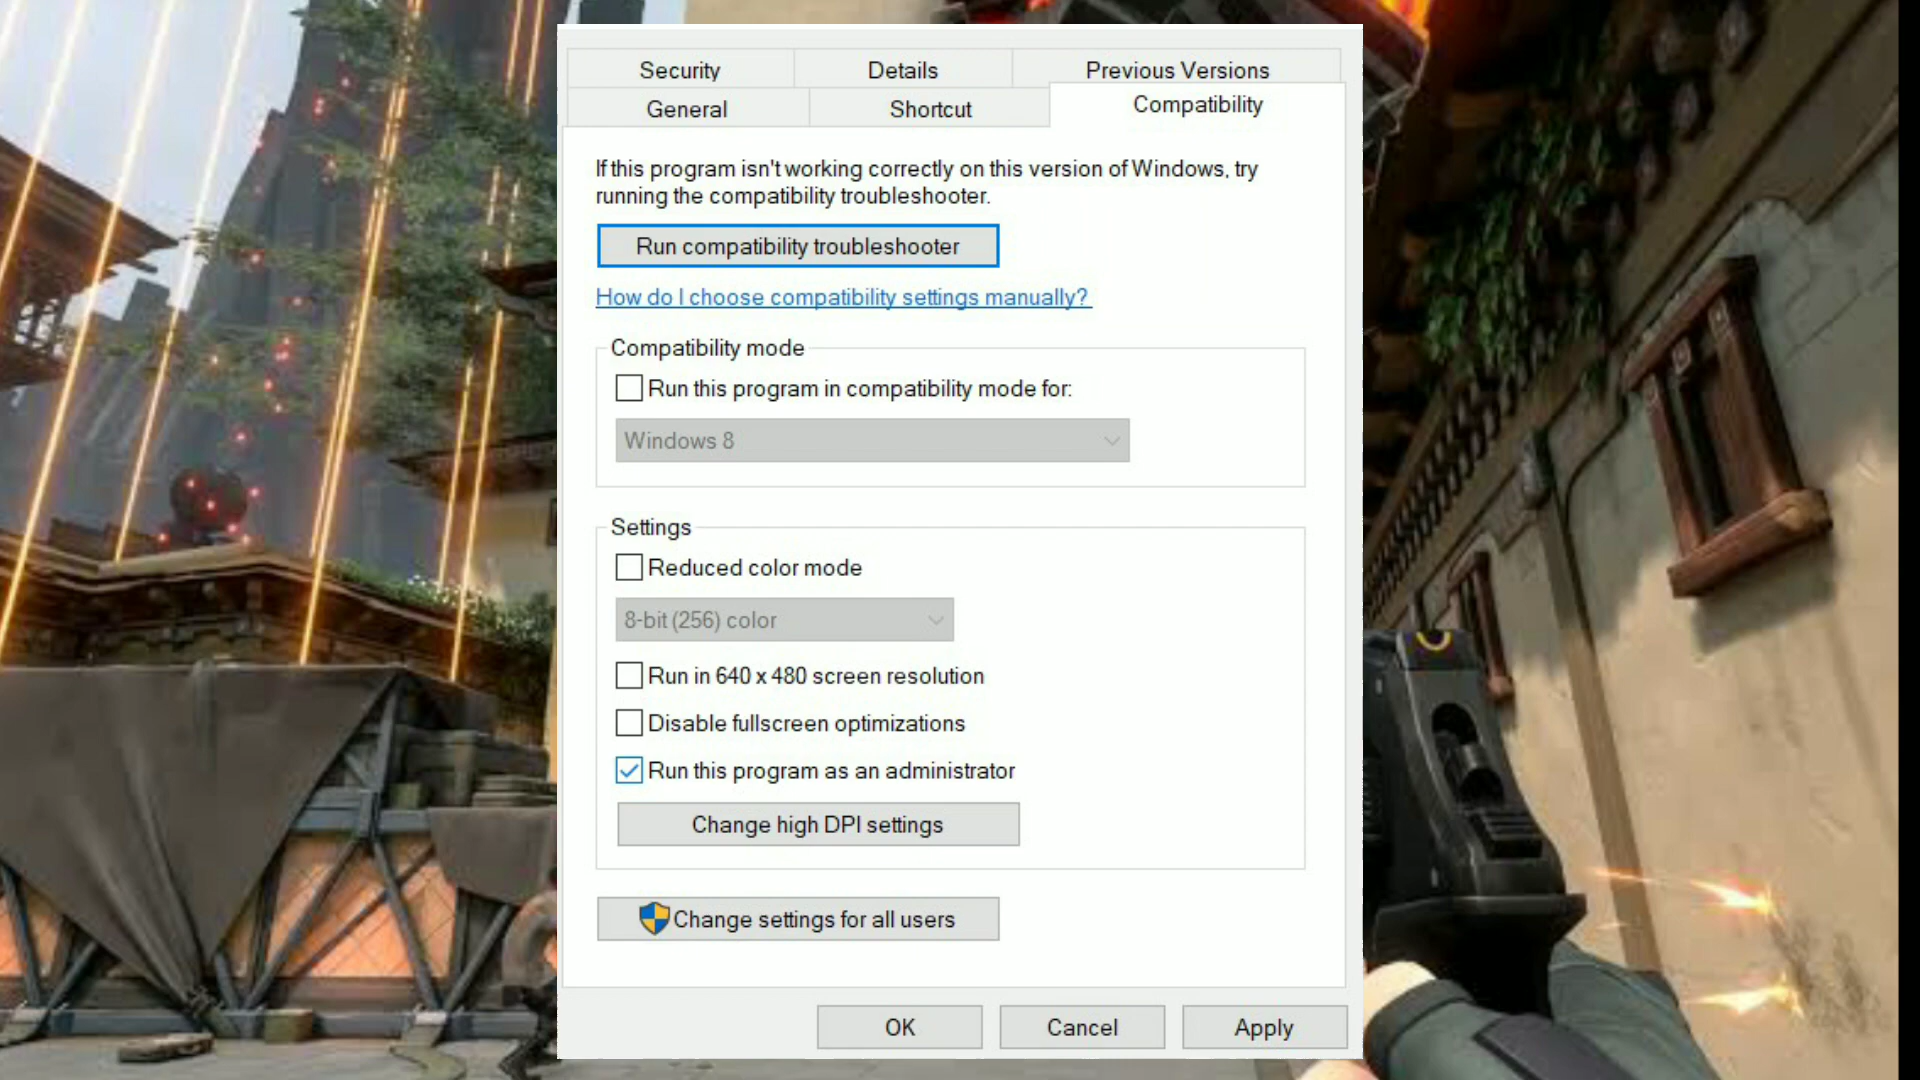 Security Details Previous Versions
General Shortcut Compatibility
If this program isn't working correctly on this version of Windows, try
running the compatibility troubleshooter.
Run compatibility troubleshooter
How do I choose compatibility settings manually?
Compatibility mode
Run this program in compatibility mode for:
Windows 8
Settings
Reduced color mode
8-bit (256) color
Run in 640 x 480 screen resolution
Disable fullscreen optimizations
Run this program as an administrator
Change high DPI settings
Change settings for all users
OK Cancel Apply